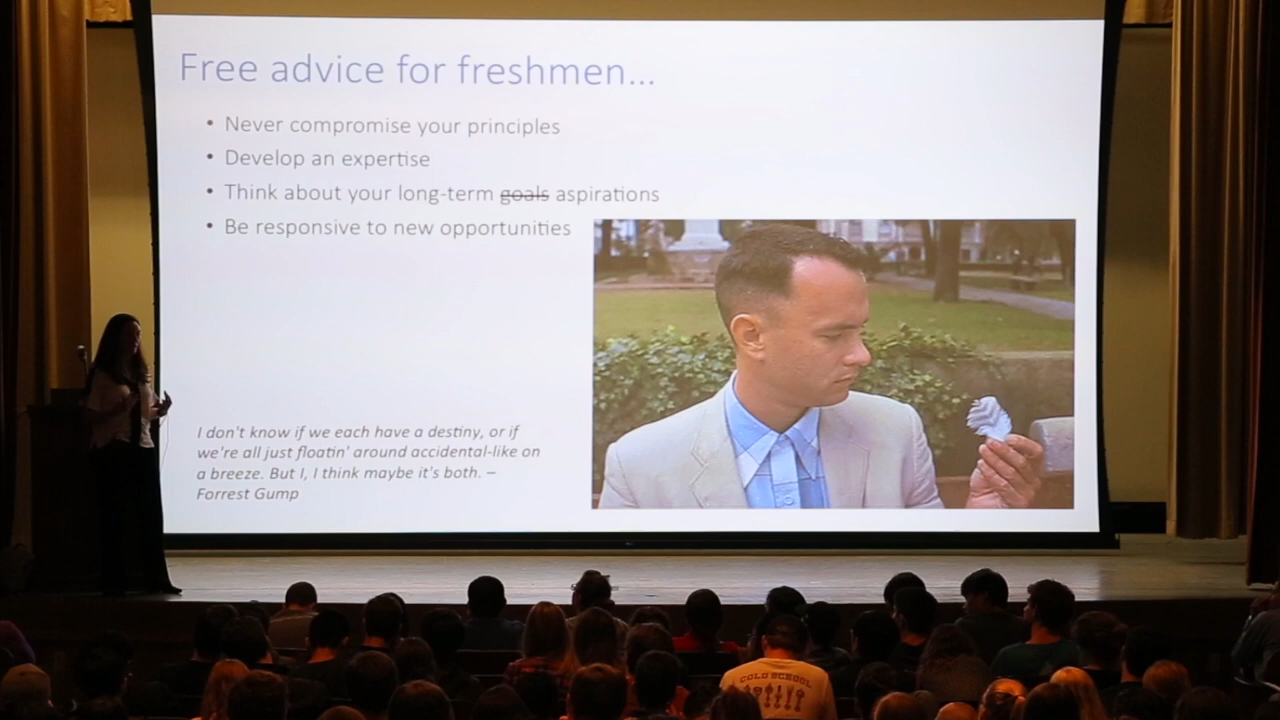 Free advice for freshmen...
• Never compromise your principles
• Develop an expertise
• Think about your long-term goals aspirations
• Be responsive to new opportunities
I don't know if we each have a destiny, or if
we're all just floatin' around accidental-like on
a breeze. But I, I think maybe it's both. –
Forrest Gump
COLD SCHOOL